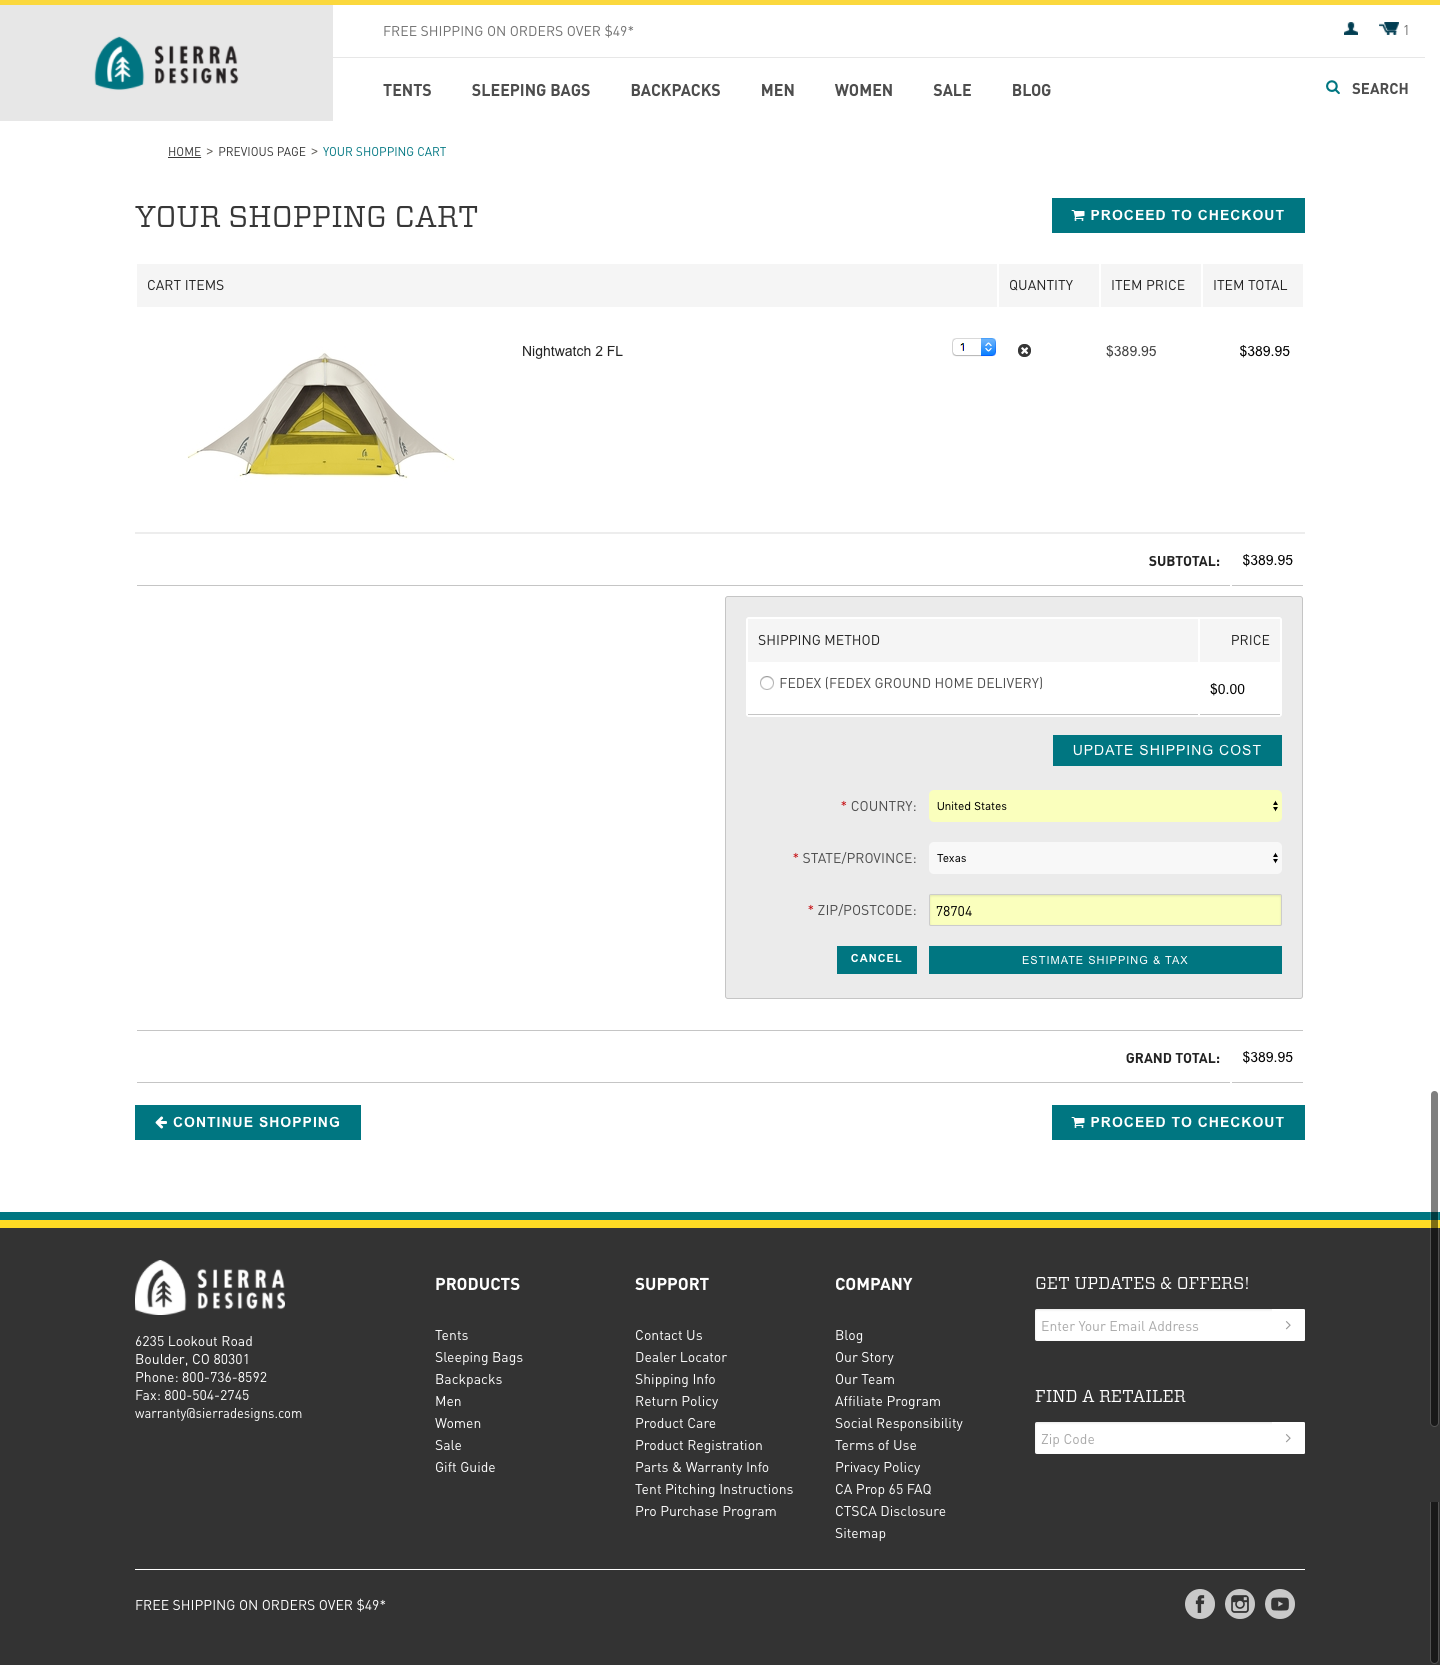 FREE SHIPPING ON ORDERS OVER $49*
1
SIERRA
DESIGNS
TENTS SLEEPING BAGS BACKPACKS MEN WOMEN SALE BLOG SEARCH
HOME > PREVIOUS PAGE > YOUR SHOPPING CART
YOUR SHOPPING CART
PROCEED TO CHECKOUT
CART ITEMS QUANTITY ITEM PRICE ITEM TOTAL
Nightwatch 2 FL 1 $389.95 $389.95
SUBTOTAL: $389.95
SHIPPING METHOD PRICE
FEDEX (FEDEX GROUND HOME DELIVERY) $0.00
UPDATE SHIPPING COST
* COUNTRY: United States
* STATE/PROVINCE: Texas
* ZIP/POSTCODE: 78704
CANCEL ESTIMATE SHIPPING & TAX
GRAND TOTAL: $389.95
CONTINUE SHOPPING PROCEED TO CHECKOUT
SIERRA
DESIGNS
6235 Lookout Road
Boulder, CO 80301
Phone: 800-736-8592
Fax: 800-504-2745
warranty@sierradesigns.com
PRODUCTS
Tents
Sleeping Bags
Backpacks
Men
Women
Sale
Gift Guide
SUPPORT
Contact Us
Dealer Locator
Shipping Info
Return Policy
Product Care
Product Registration
Parts & Warranty Info
Tent Pitching Instructions
Pro Purchase Program
COMPANY
Blog
Our Story
Our Team
Affiliate Program
Social Responsibility
Terms of Use
Privacy Policy
CA Prop 65 FAQ
CTSCA Disclosure
Sitemap
GET UPDATES & OFFERS!
Enter Your Email Address
FIND A RETAILER
Zip Code
FREE SHIPPING ON ORDERS OVER $49*